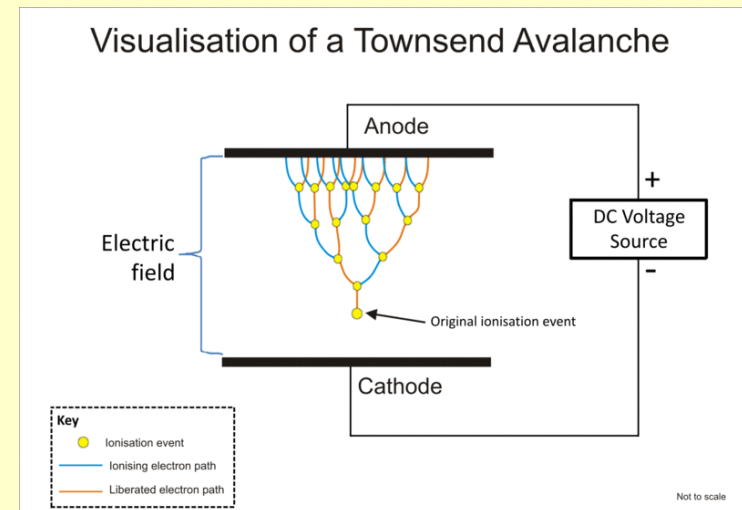 Visualisation of a Townsend Avalanche
Anode
+
DC Voltage
Source
-
Electric
field
Original ionisation event
Cathode
Key
Ionisation event
Ionising electron path
Liberated electron path
Not to scale